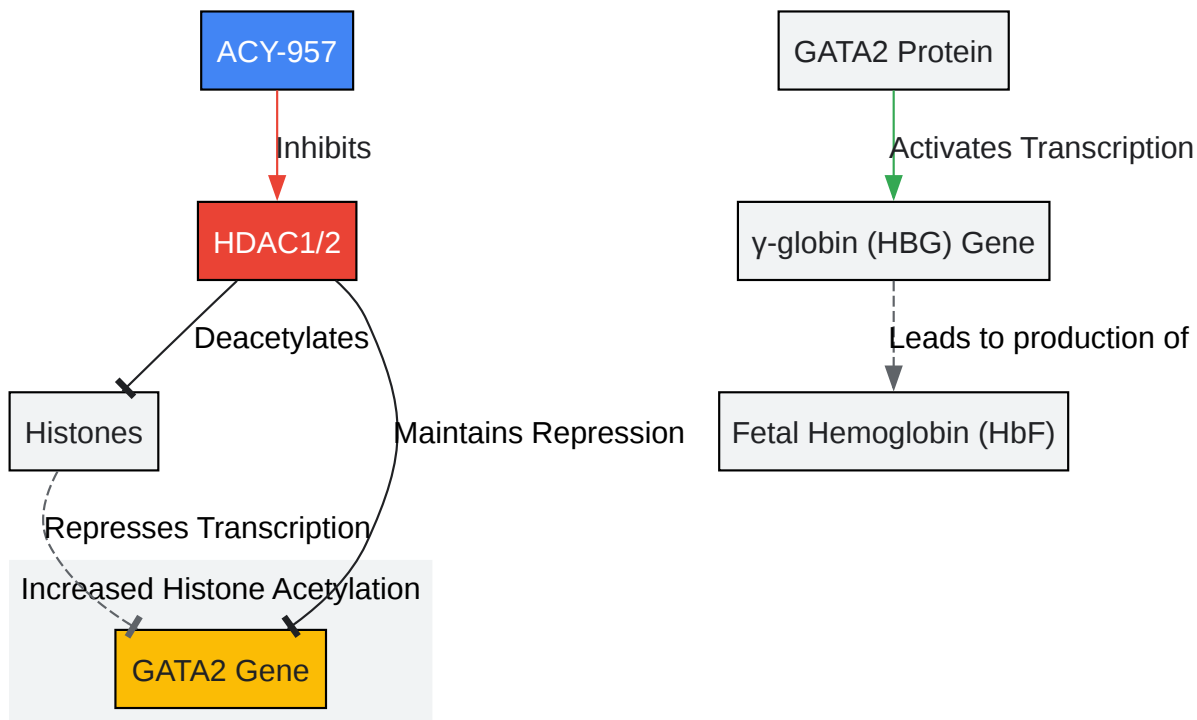 ACY-957
Inhibits
HDAC1/2
Deacetylates
Histones
Maintains Repression
Represses Transcription
Increased Histone Acetylation
GATA2 Gene
GATA2 Protein
Activates Transcription
γ-globin (HBG) Gene
Leads to production of
Fetal Hemoglobin (HbF)